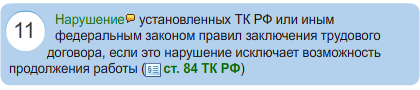 11 Нарушение установленных ТК РФ или иным
федеральным законом правил заключения трудового
договора, если это нарушение исключает возможность
продолжения работы (ст. 84 ТК РФ)